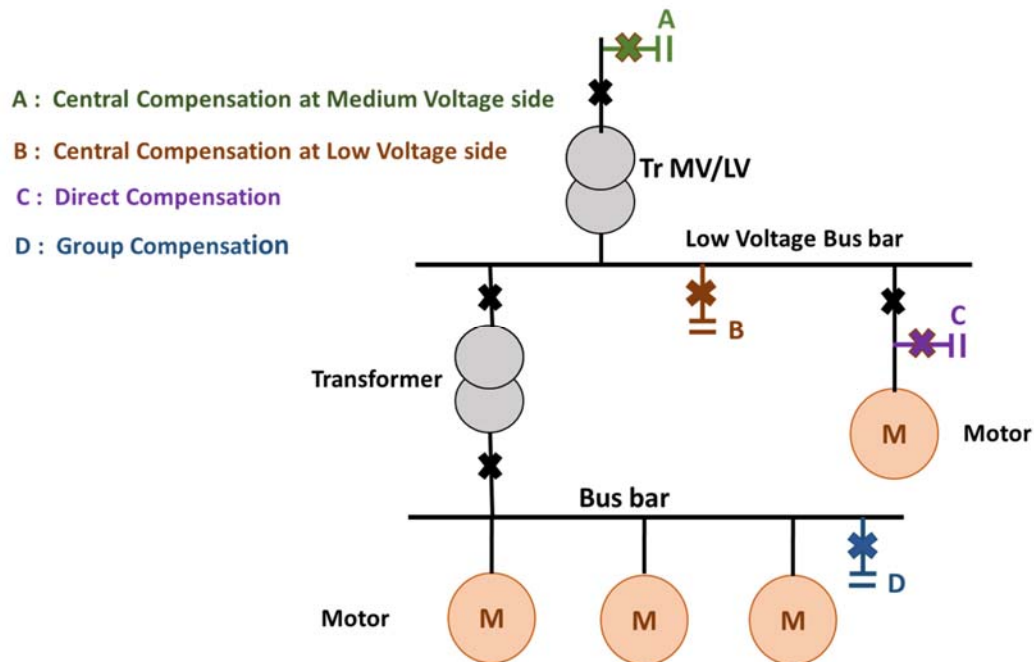 A
A : Central Compensation at Medium Voltage side
B : Central Compensation at Low Voltage side
Tr MV/LV
C : Direct Compensation
D : Group Compensation
Low Voltage Bus bar
B
C
Transformer
M
Motor
Bus bar
D
Motor
M
M
M